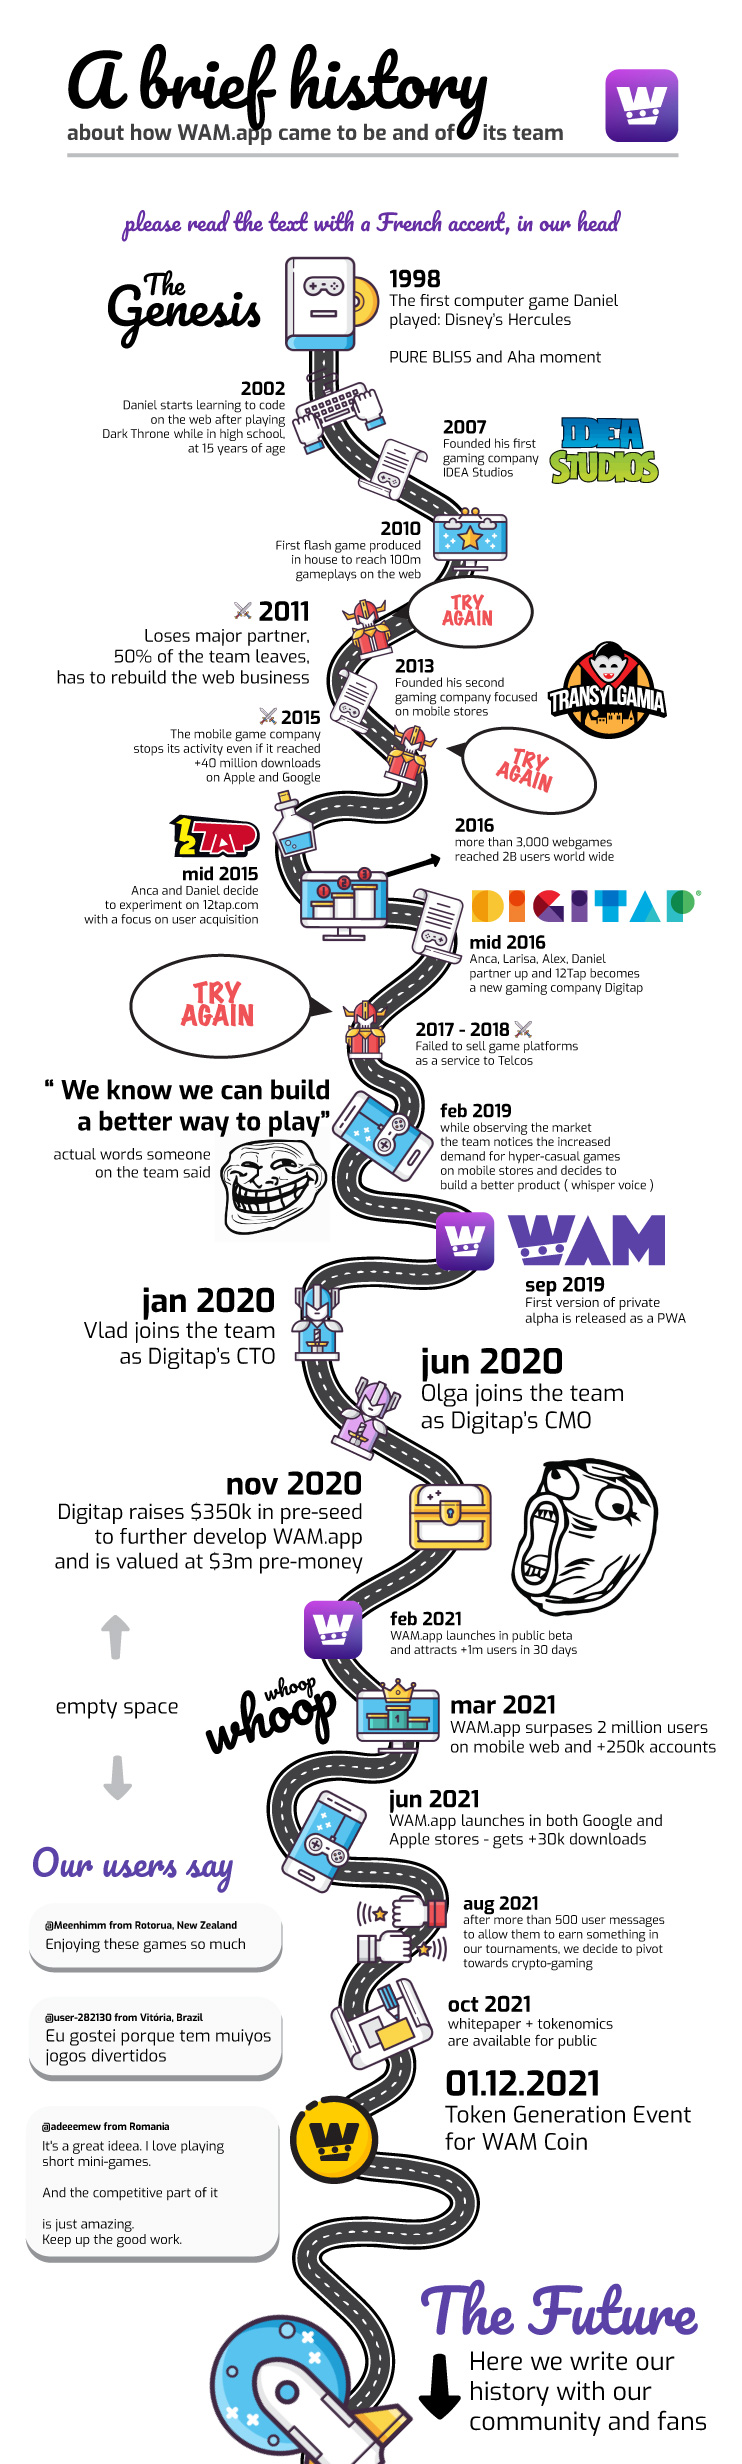 A brief history
about how WAM.app came to be and of its team
W
please read the text with a French accent, in our head
The
Genesis
1998
The first computer game Daniel
played: Disney's Hercules
PURE BLISS and Aha moment
2002
Daniel starts learning to code
on the web after playing
Dark Throne while in high school,
at 15 years of age
2007
Founded his first
gaming company
IDEA Studios
IDEA
STUDIOS
2010
First flash game produced
in house to reach 100m
gameplays on the web
TRY
AGAIN
2011
Loses major partner,
50% of the team leaves,
has to rebuild the web business
2013
Founded his second
gaming company focused
on mobile stores
TRANSYLGAMIA
2015
The mobile game company
stops its activity even if it reached
+40 million downloads
on Apple and Google
TRY
AGAIN
12TAP
mid 2015
Anca and Daniel decide
to experiment on 12tap.com
with a focus on user acquisition
2016
more than 3,000 webgames
reached 2B users world wide
2 1 3
DIGITAP®
mid 2016
Anca, Larisa, Alex, Daniel
partner up and 12Tap becomes
a new gaming company Digitap
TRY
AGAIN
2017 - 2018
Failed to sell game platforms
as a service to Telcos
“ We know we can build
a better way to play”
actual words someone
on the team said
feb 2019
while observing the market
the team notices the increased
demand for hyper-casual games
on mobile stores and decides to
build a better product ( whisper voice )
W
WAM
sep 2019
First version of private
alpha is released as a PWA
jan 2020
Vlad joins the team
as Digitap's CTO
jun 2020
Olga joins the team
as Digitap's CMO
nov 2020
Digitap raises $350k in pre-seed
to further develop WAM.app
and is valued at $3m pre-money
W
feb 2021
WAM.app launches in public beta
and attracts +1m users in 30 days
empty space
whoop
whoop
1
mar 2021
WAM.app surpases 2 million users
on mobile web and +250k accounts
jun 2021
WAM.app launches in both Google and
Apple stores - gets +30k downloads
Our users say
@Meenhimm from Rotorua, New Zealand
Enjoying these games so much
aug 2021
after more than 500 user messages
to allow them to earn something in
our tournaments, we decide to pivot
towards crypto-gaming
@user-282130 from Vitória, Brazil
Eu gostei porque tem muiyos
jogos divertidos
oct 2021
whitepaper + tokenomics
are available for public
01.12.2021
Token Generation Event
for WAM Coin
W
@adeeemew from Romania
It's a great ideea. I love playing
short mini-games.
And the competitive part of it
is just amazing.
Keep up the good work.
The Future
Here we write our
history with our
community and fans